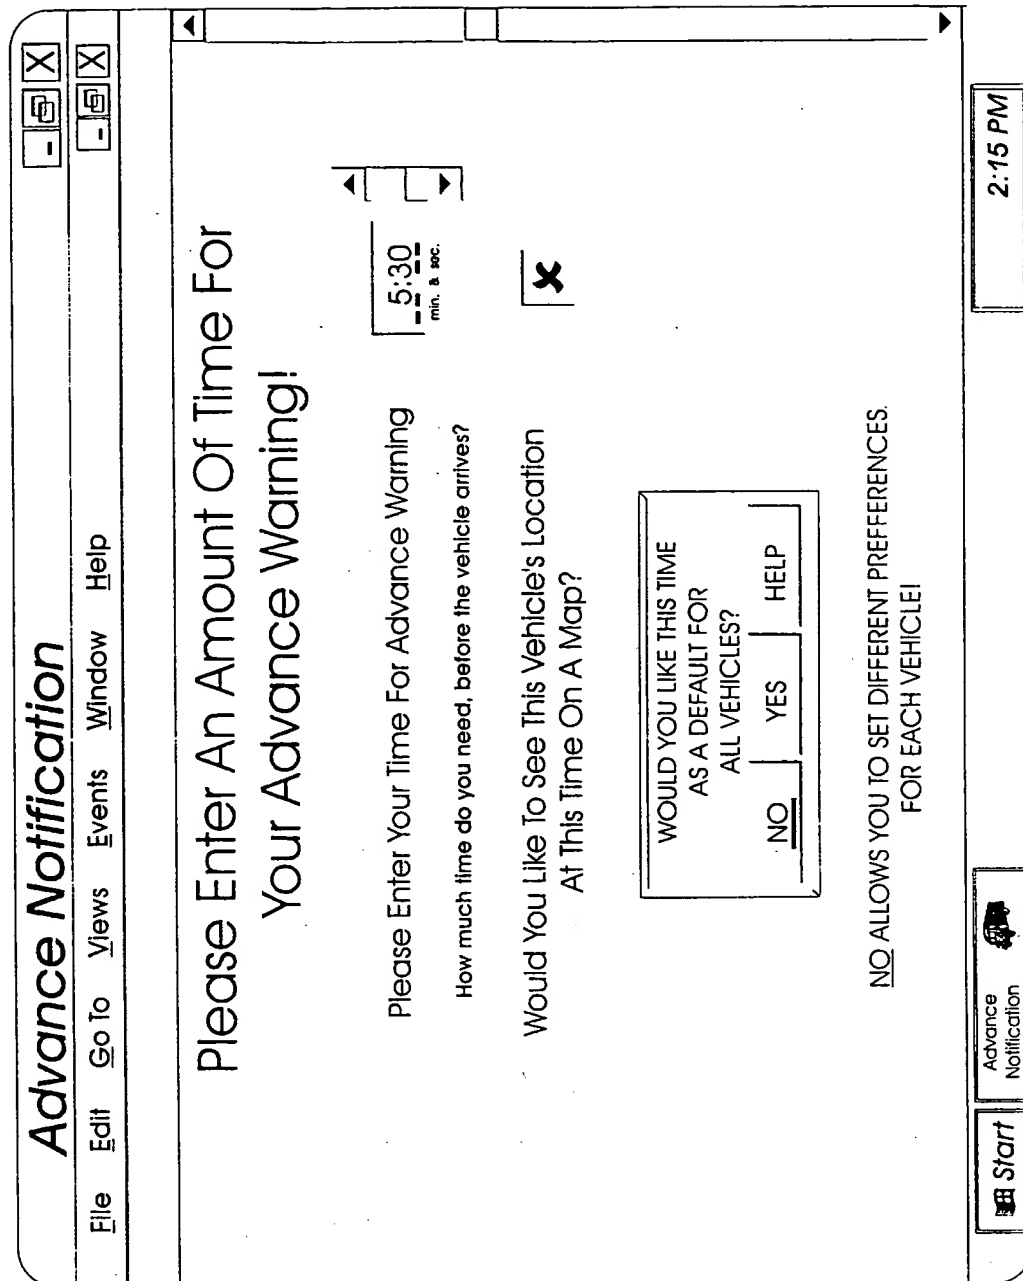 Advance Notification
File Edit Go To Views Events Window Help
Please Enter An Amount Of Time For
Your Advance Warning!
Please Enter Your Time For Advance Warning
5:30
min. & sec.
How much time do you need, before the vehicle arrives?
Would You Like To See This Vehicle's Location
At This Time On A Map?
WOULD YOU LIKE THIS TIME
AS A DEFAULT FOR
ALL VEHICLES?
NO YES HELP
NO ALLOWS YOU TO SET DIFFERENT PREFFERENCES.
FOR EACH VEHICLE!
Start
Advance
Notification
2:15 PM